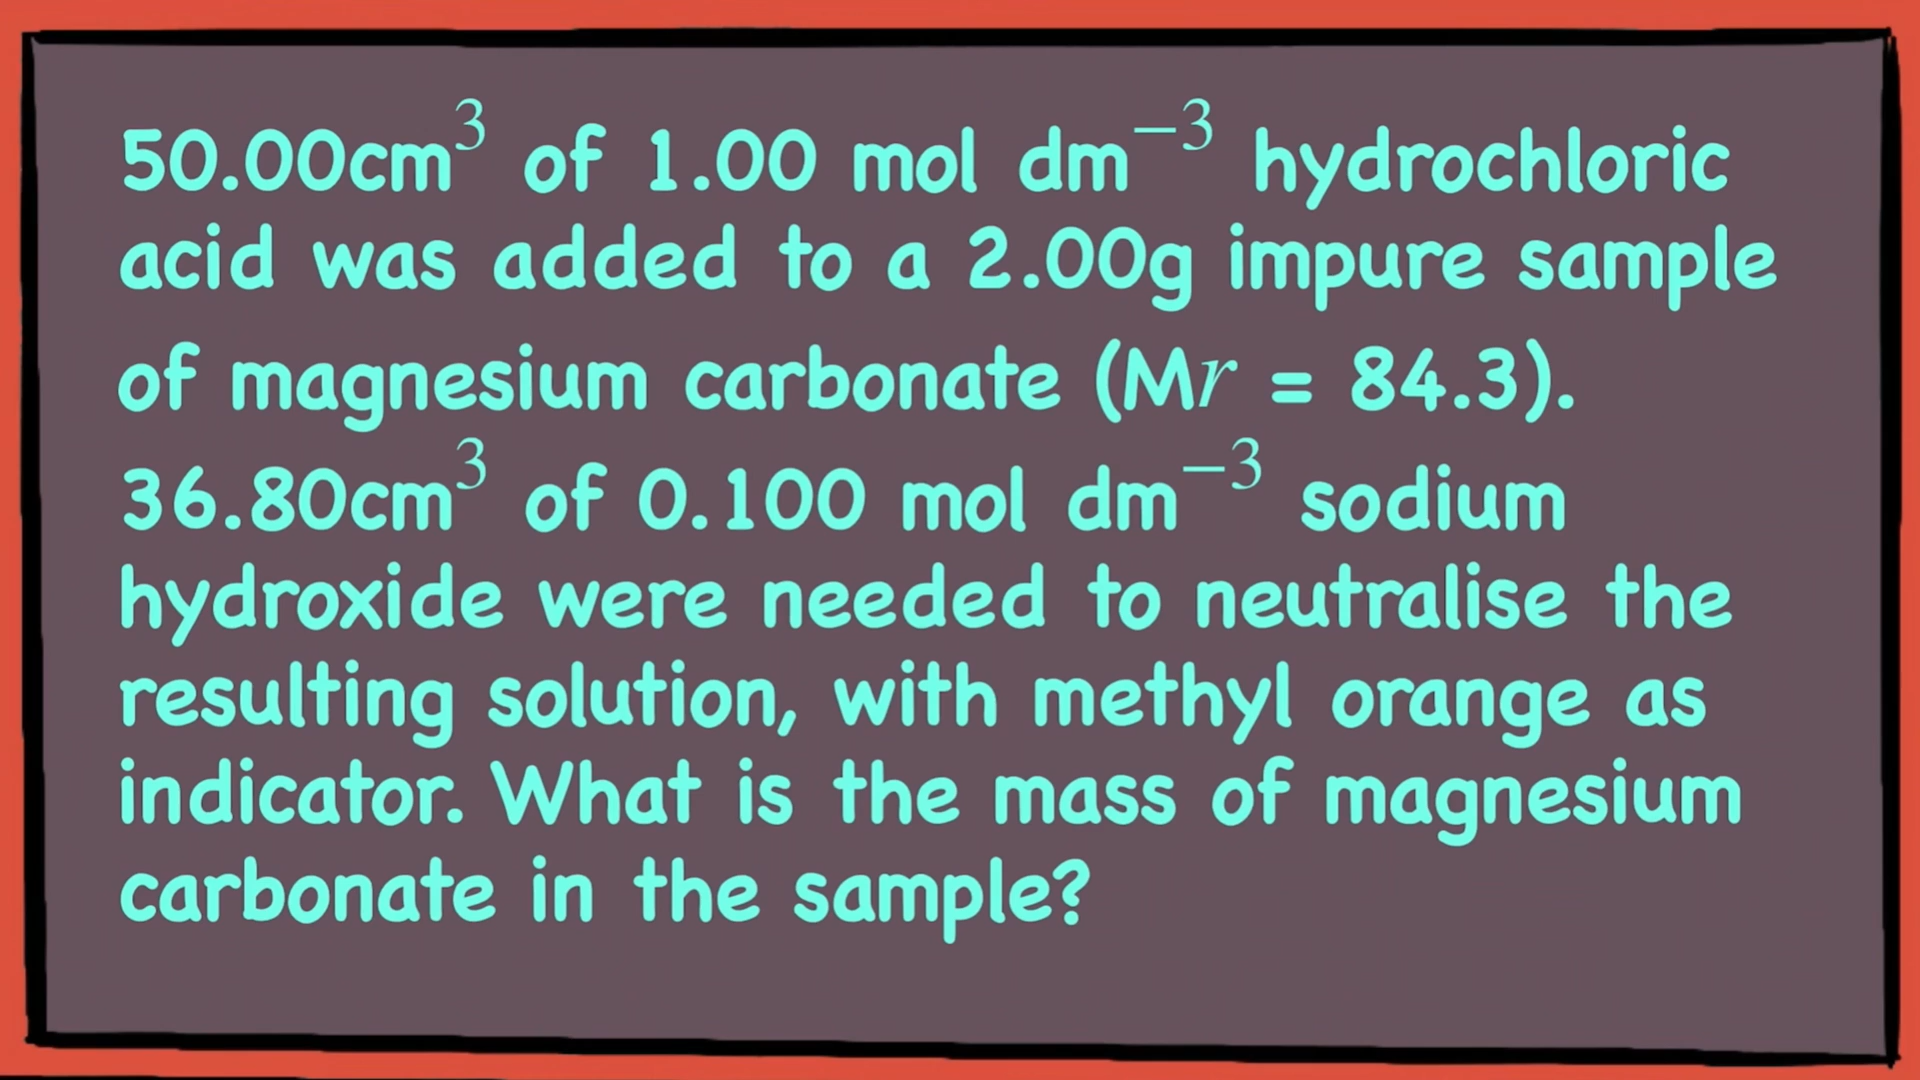 50.00cm³ of 1.00 mol dm⁻³ hydrochloric
acid was added to a 2.00g impure sample
of magnesium carbonate (Mr = 84.3).
36.80cm³ of 0.100 mol dm⁻³ sodium
hydroxide were needed to neutralise the
resulting solution, with methyl orange as
indicator. What is the mass of magnesium
carbonate in the sample?